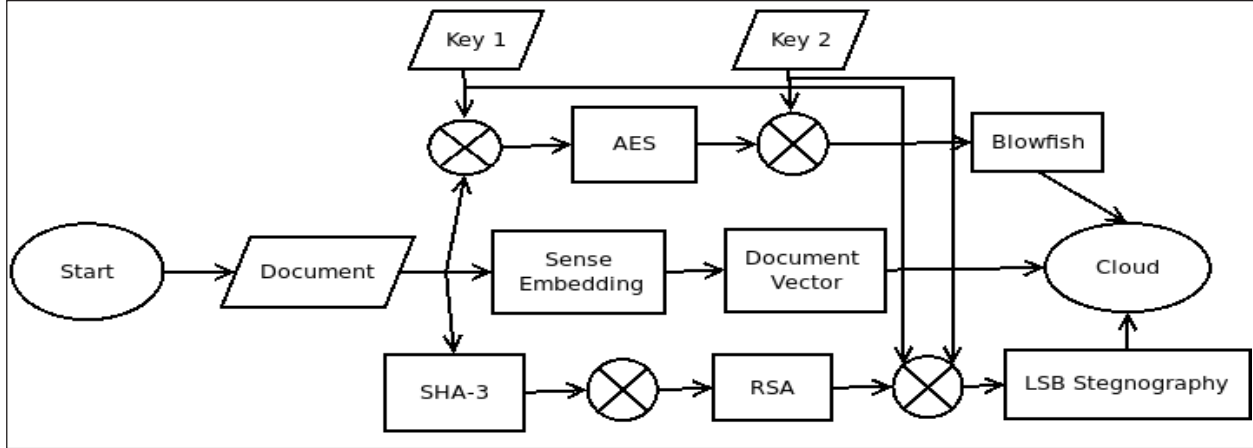 Key 1
Key 2
AES
Blowfish
Start
Document
Sense
Embedding
Document
Vector
Cloud
SHA-3
RSA
LSB Stegnography